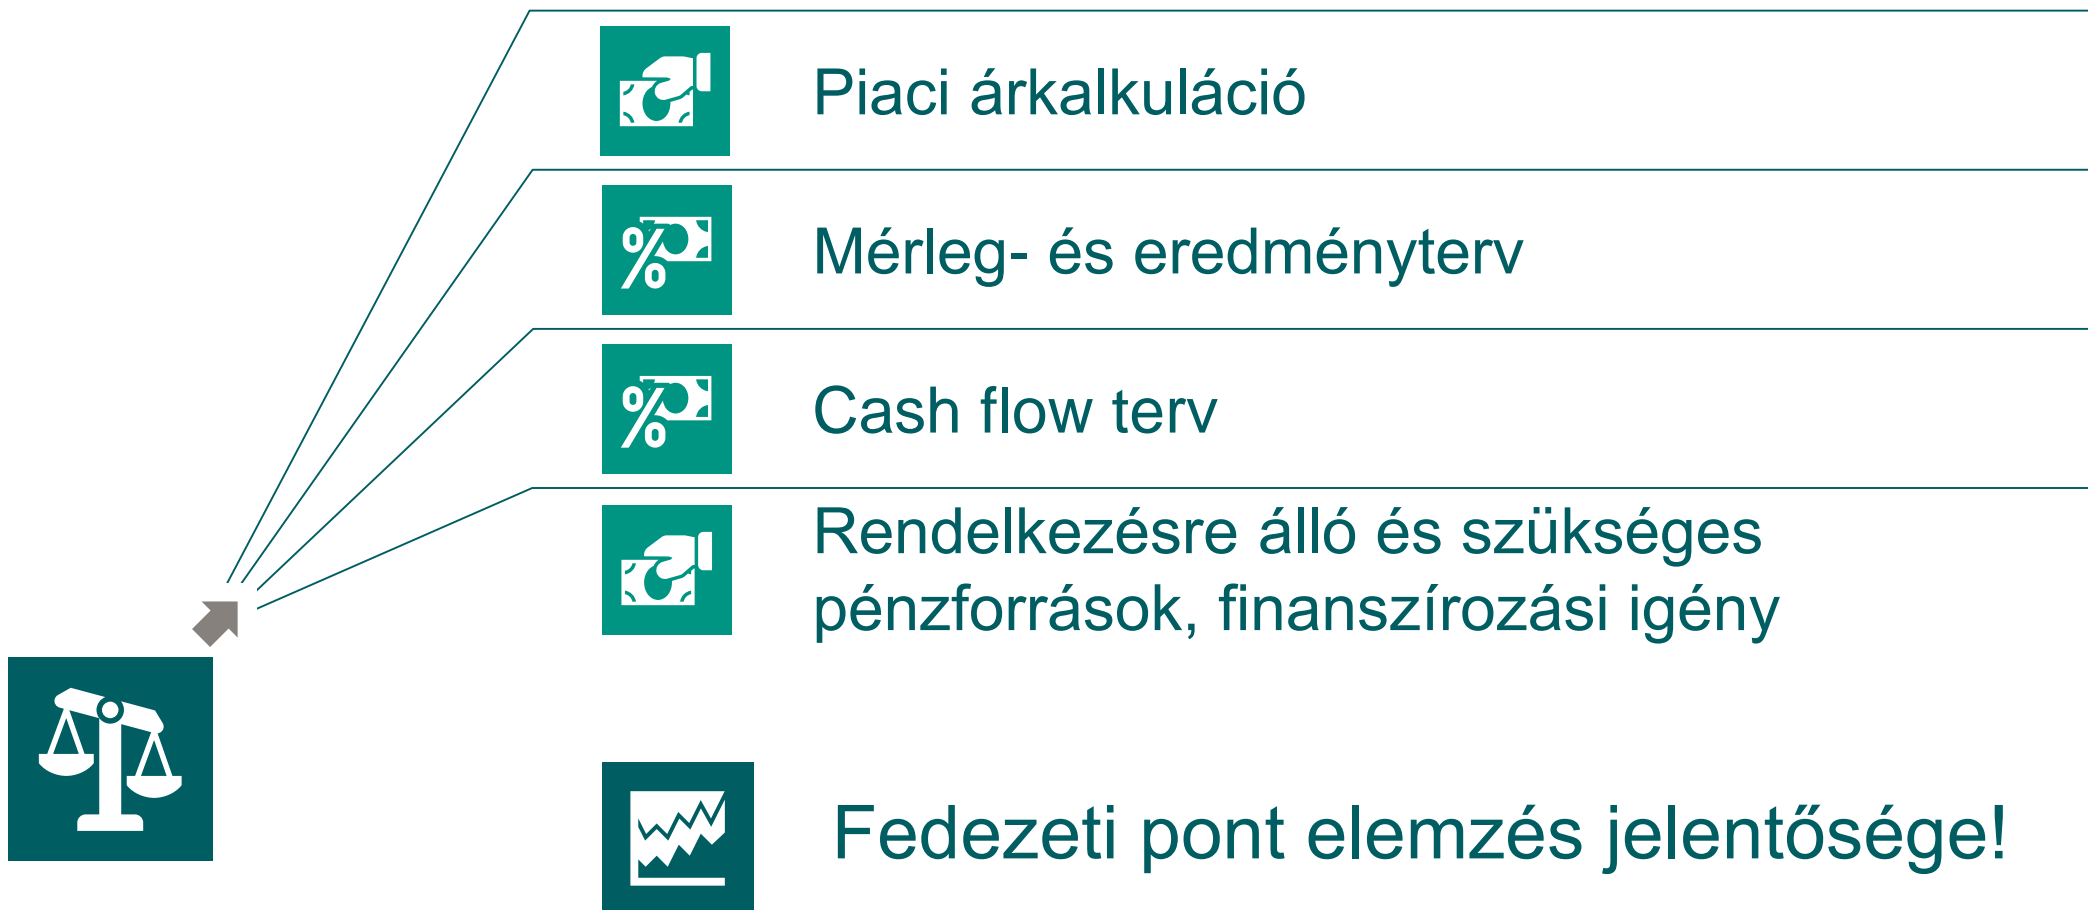 Piaci árkalkuláció
Mérleg- és eredményterv
Cash flow terv
Rendelkezésre álló és szükséges
pénzforrások, finanszírozási igény
Fedezeti pont elemzés jelentősége!